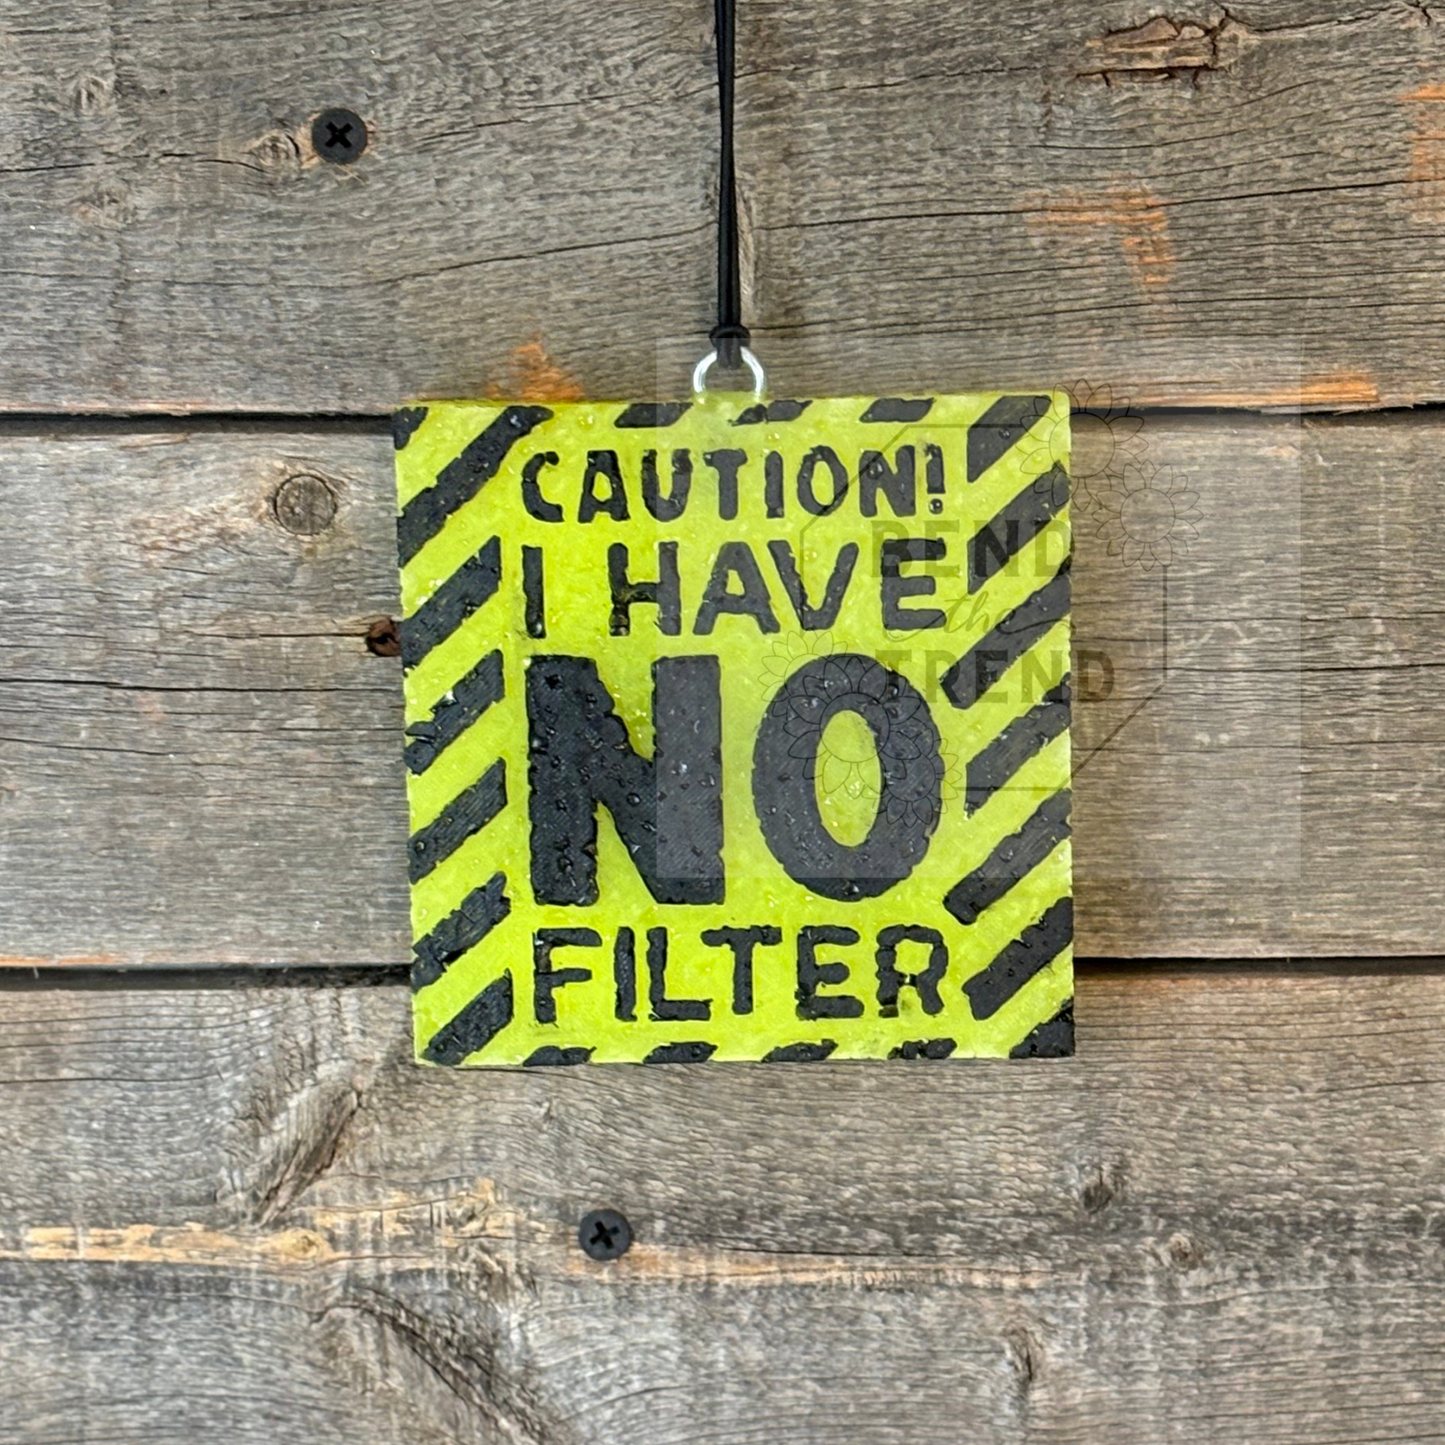 CAUTION!
I HAVE
NO
FILTER
BEND
the
TREND